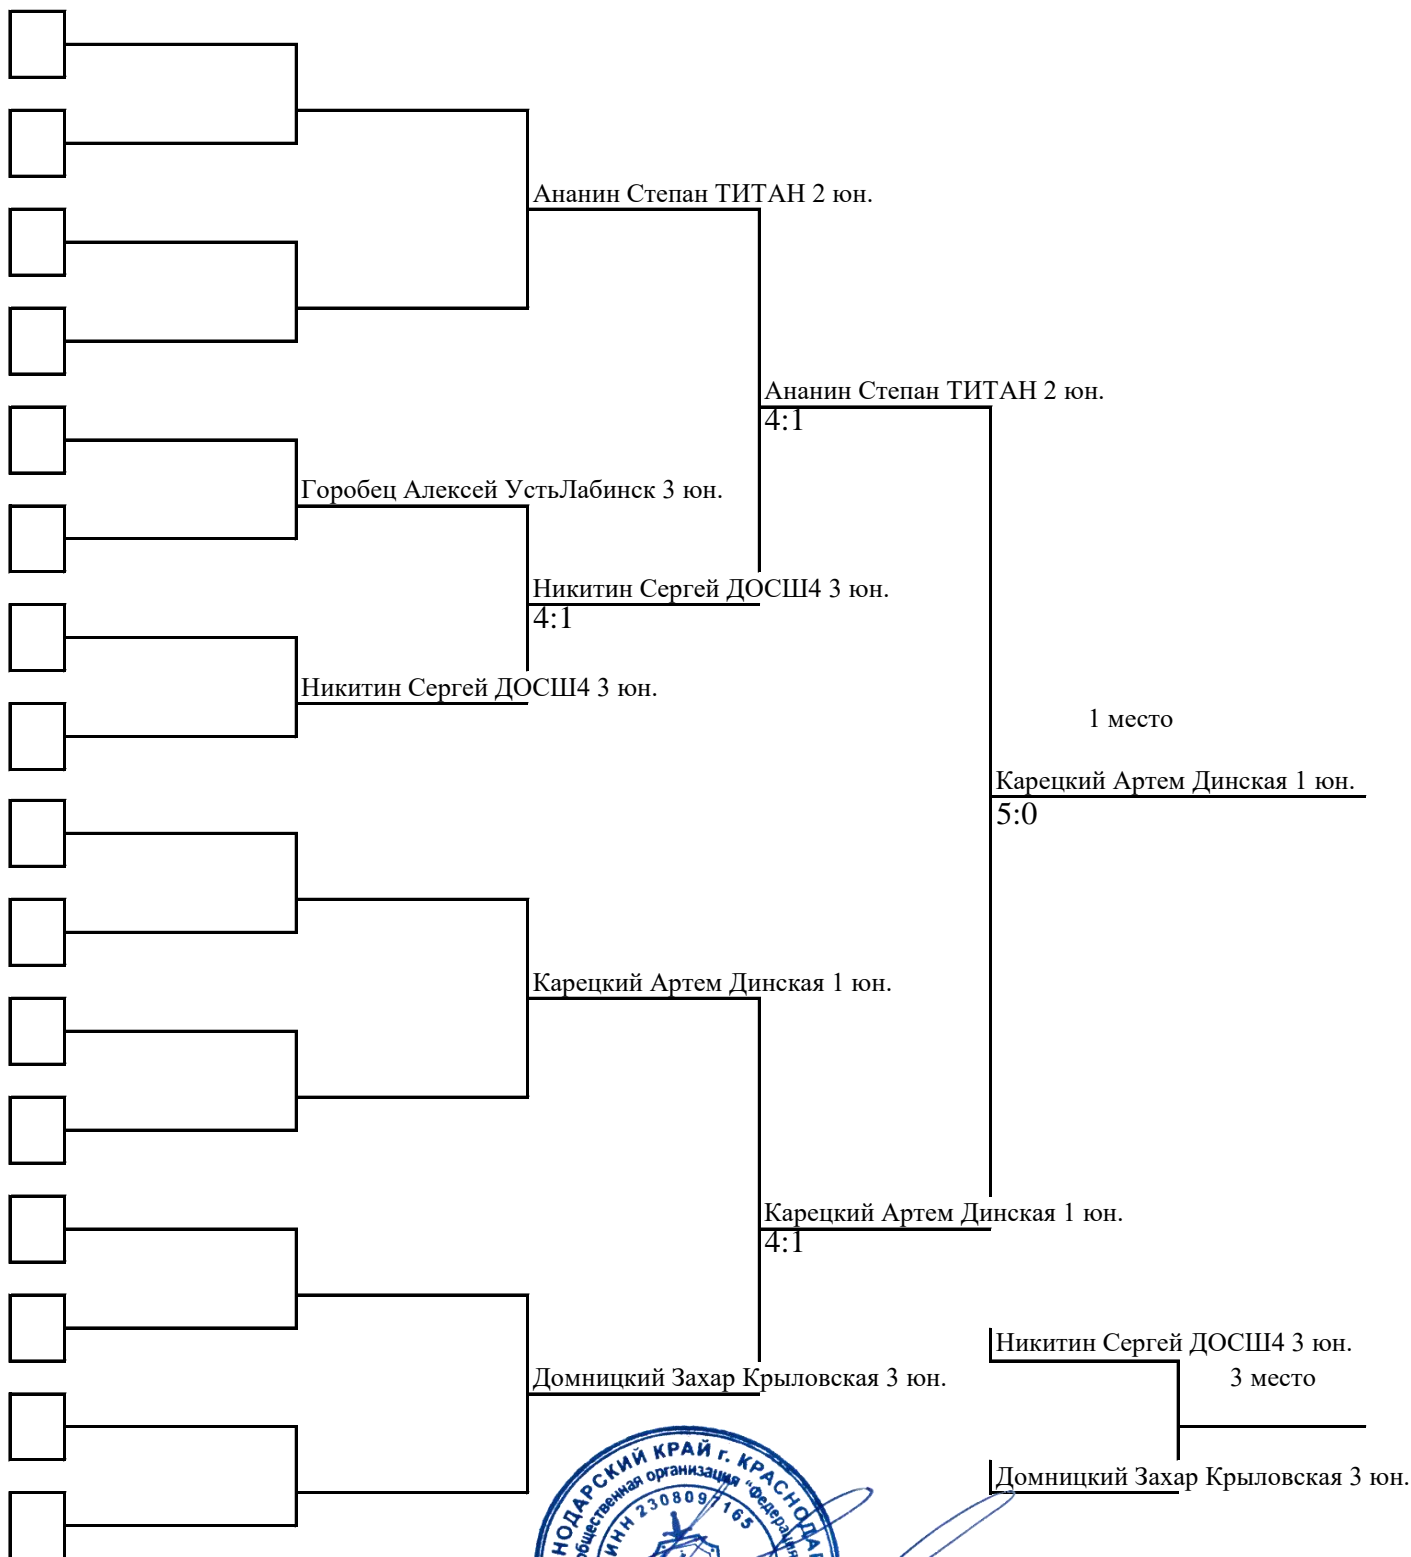 Ананин Степан ТИТАН 2 юн.
Ананин Степан ТИТАН 2 юн.
4:1
Горобец Алексей УстьЛабинск 3 юн.
Никитин Сергей ДОСШ4 3 юн.
4:1
Никитин Сергей ДОСШ4 3 юн.
1 место
Карецкий Артем Динская 1 юн.
5:0
Карецкий Артем Динская 1 юн.
Карецкий Артем Динская 1 юн.
4:1
Никитин Сергей ДОСШ4 3 юн.
Домницкий Захар Крыловская 3 юн.
3 место
Домницкий Захар Крыловская 3 юн.
КРАЙ г.
организация "Федерация
ИНН 2308097165